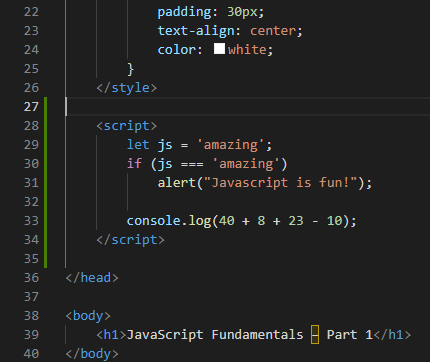 22 padding: 30px;
23 text-align: center;
24 color: white;
25 }
26 </style>
27
28 <script>
29 let js = 'amazing';
30 if (js === 'amazing')
31 alert("Javascript is fun!");
32
33 console.log(40 + 8 + 23 - 10);
34 </script>
35
36 </head>
37
38 <body>
39 <h1>JavaScript Fundamentals – Part 1</h1>
40 </body>